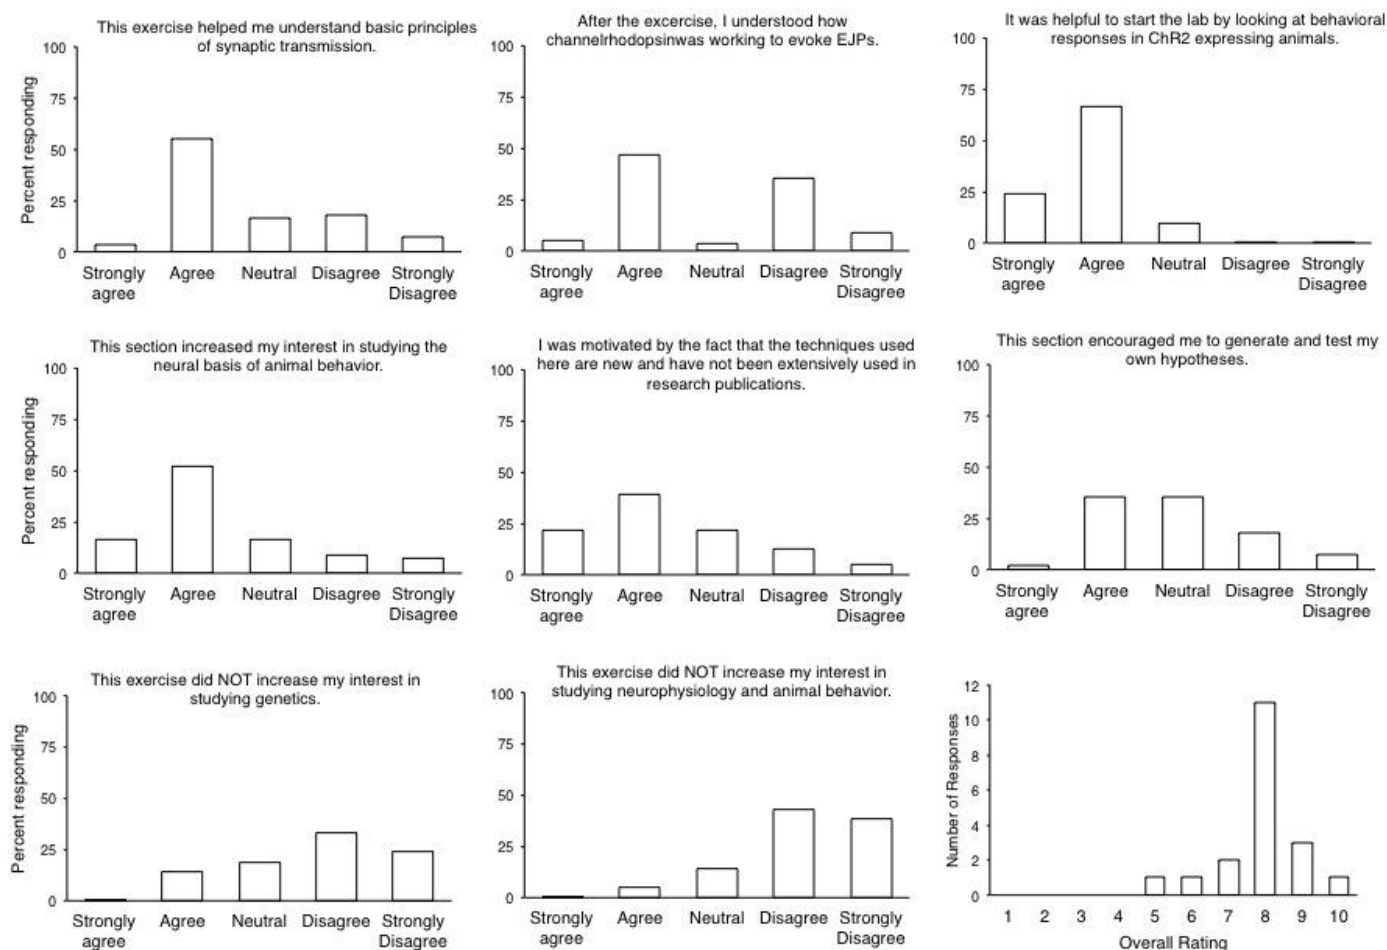 This exercise helped me understand basic principles
of synaptic transmission.
Percent responding
100
75
50
25
0
Strongly
agree
Agree
Neutral
Disagree
Strongly
Disagree
After the excercise, I understood how
channelrhodopsinwas working to evoke EJPs.
100
75
50
25
0
Strongly
agree
Agree
Neutral
Disagree
Strongly
Disagree
It was helpful to start the lab by looking at behavioral
responses in ChR2 expressing animals.
100
75
50
25
0
Strongly
agree
Agree
Neutral
Disagree
Strongly
Disagree
This section increased my interest in studying the
neural basis of animal behavior.
Percent responding
100
75
50
25
0
Strongly
agree
Agree
Neutral
Disagree
Strongly
Disagree
I was motivated by the fact that the techniques used
here are new and have not been extensively used in
research publications.
100
75
50
25
0
Strongly
agree
Agree
Neutral
Disagree
Strongly
Disagree
This section encouraged me to generate and test my
own hypotheses.
100
75
50
25
0
Strongly
agree
Agree
Neutral
Disagree
Strongly
Disagree
This exercise did NOT increase my interest in
studying genetics.
Percent responding
100
75
50
25
0
Strongly
agree
Agree
Neutral
Disagree
Strongly
Disagree
This exercise did NOT increase my interest in
studying neurophysiology and animal behavior.
100
75
50
25
0
Strongly
agree
Agree
Neutral
Disagree
Strongly
Disagree
Number of Responses
12
10
8
6
4
2
0
1 2 3 4 5 6 7 8 9 10
Overall Rating